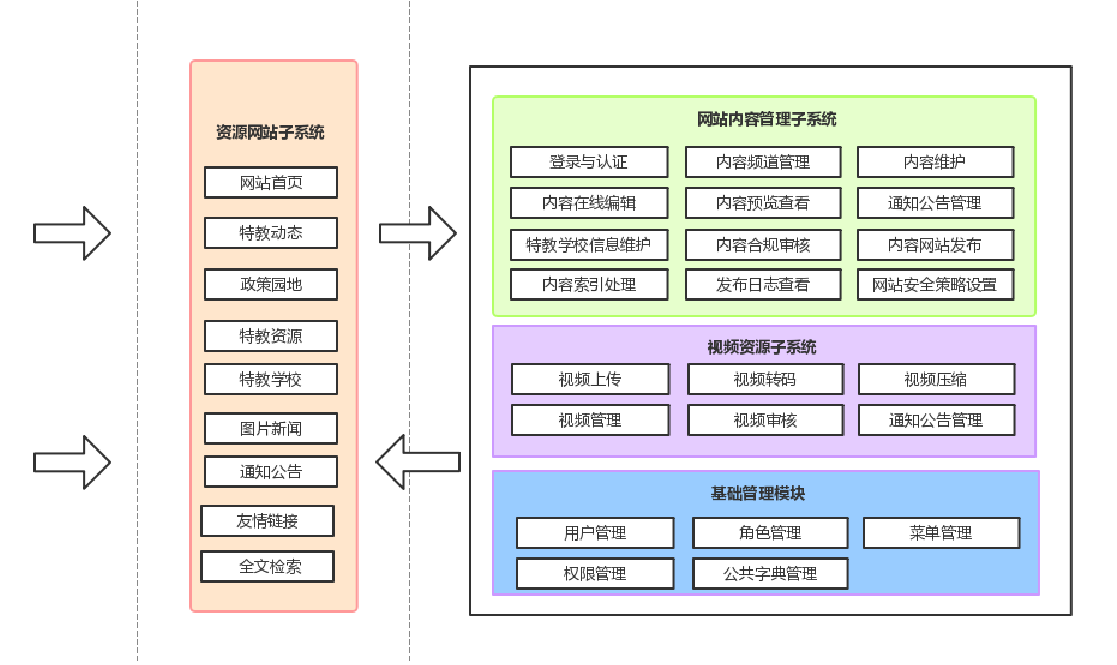 资源网站子系统
网站首页
特教动态
政策园地
特教资源
特教学校
图片新闻
通知公告
友情链接
全文检索
网站内容管理子系统
登录与认证
内容频道管理
内容维护
内容在线编辑
内容预览查看
通知公告管理
特教学校信息维护
内容合规审核
内容网站发布
内容索引处理
发布日志查看
网站安全策略设置
视频资源子系统
视频上传
视频转码
视频压缩
视频管理
视频审核
通知公告管理
基础管理模块
用户管理
角色管理
菜单管理
权限管理
公共字典管理